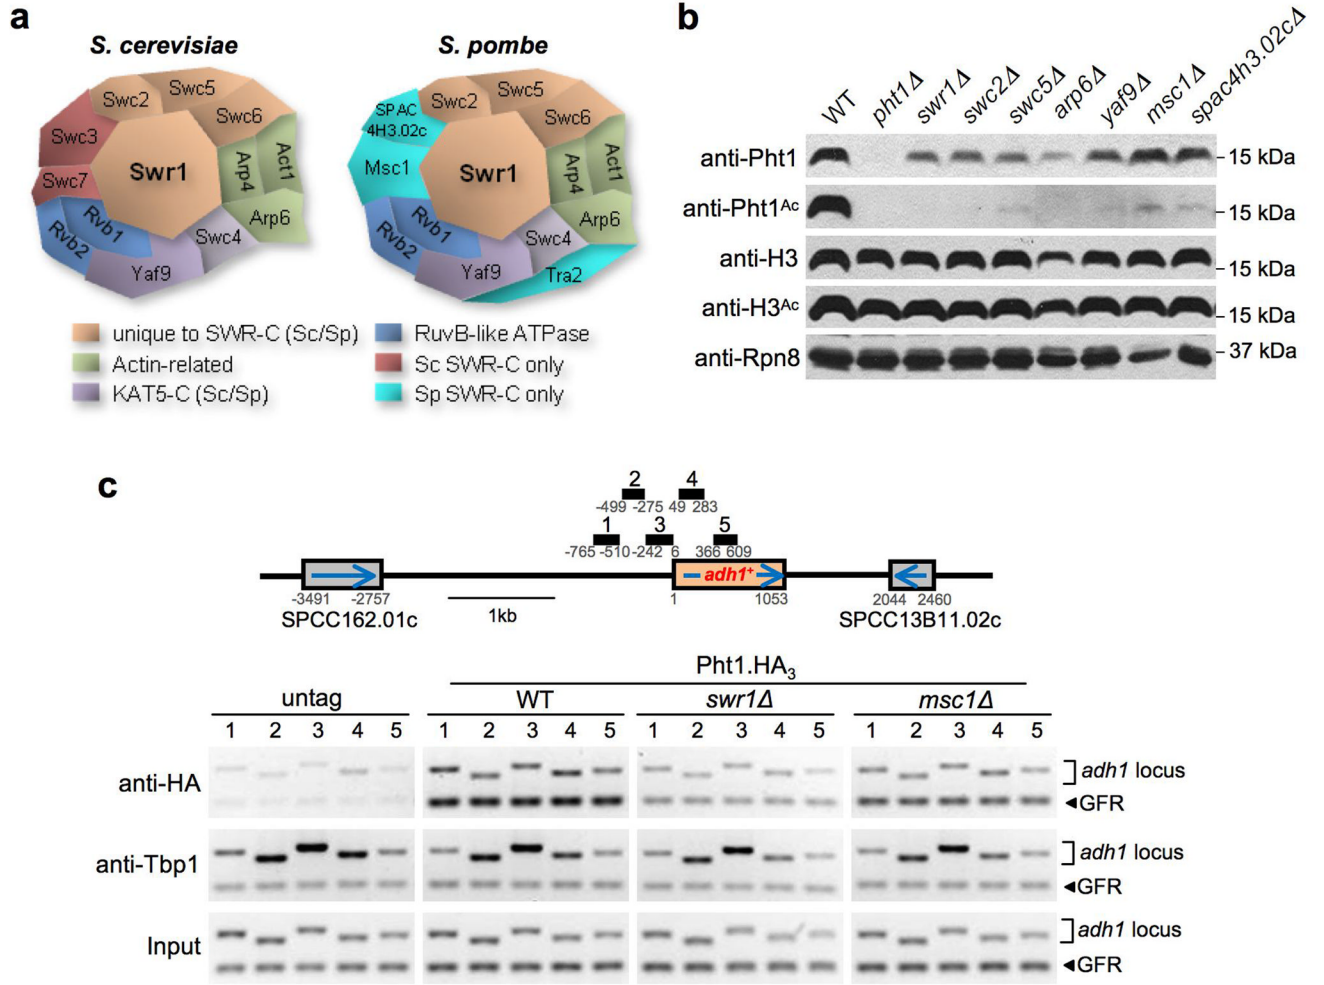 a
S. cerevisiae
S. pombe
Swc2
Swc5
Swc6
Swc3
Swr1
Arp4
Act1
Swc7
Rvb1
Rvb2
Arp6
Swc4
Yaf9
SPAC
4H3.02c
Swc2
Swc5
Swc6
Msc1
Swr1
Arp4
Act1
Rvb1
Rvb2
Arp6
Swc4
Yaf9
Tra2
unique to SWR-C (Sc/Sp)
Actin-related
KAT5-C (Sc/Sp)
RuvB-like ATPase
Sc SWR-C only
Sp SWR-C only
b
WT pht1Δ swr1Δ swc2Δ swc5Δ arp6Δ yaf9Δ msc1Δ spac4h3.02cΔ
anti-Pht1 15 kDa
anti-Pht1Ac 15 kDa
anti-H3 15 kDa
anti-H3Ac 15 kDa
anti-Rpn8 37 kDa
c
2 4
-499 -275 49 283
1 3 5
-765 -510 -242 6 366 609
adh1+
-3491 -2757 1 1053 2044 2460
SPCC162.01c 1kb SPCC13B11.02c
Pht1.HA3
untag WT swr1Δ msc1Δ
1 2 3 4 5 1 2 3 4 5 1 2 3 4 5 1 2 3 4 5
anti-HA adh1 locus
GFR
anti-Tbp1 adh1 locus
GFR
Input adh1 locus
GFR